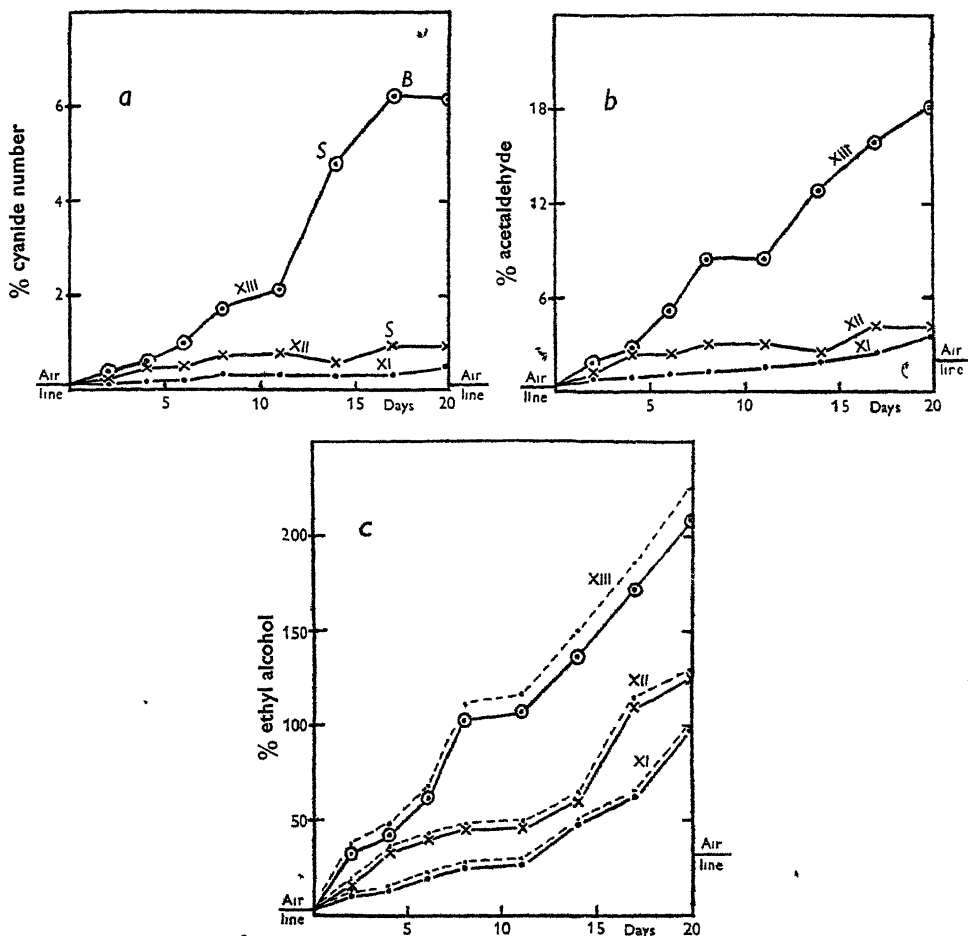 a
% cyanide number
6
4
2
B
S
XIII
XII
S
XI
Air
line
5
10
15
Days
20
Air
line
b
% acetaldehyde
18
12
6
XIII
XII
XI
Air
line
5
10
15
Days
20
Air
line
c
% ethyl alcohol
200
150
100
50
XIII
XII
XI
Air
line
5
10
15
Days
20
Air
line